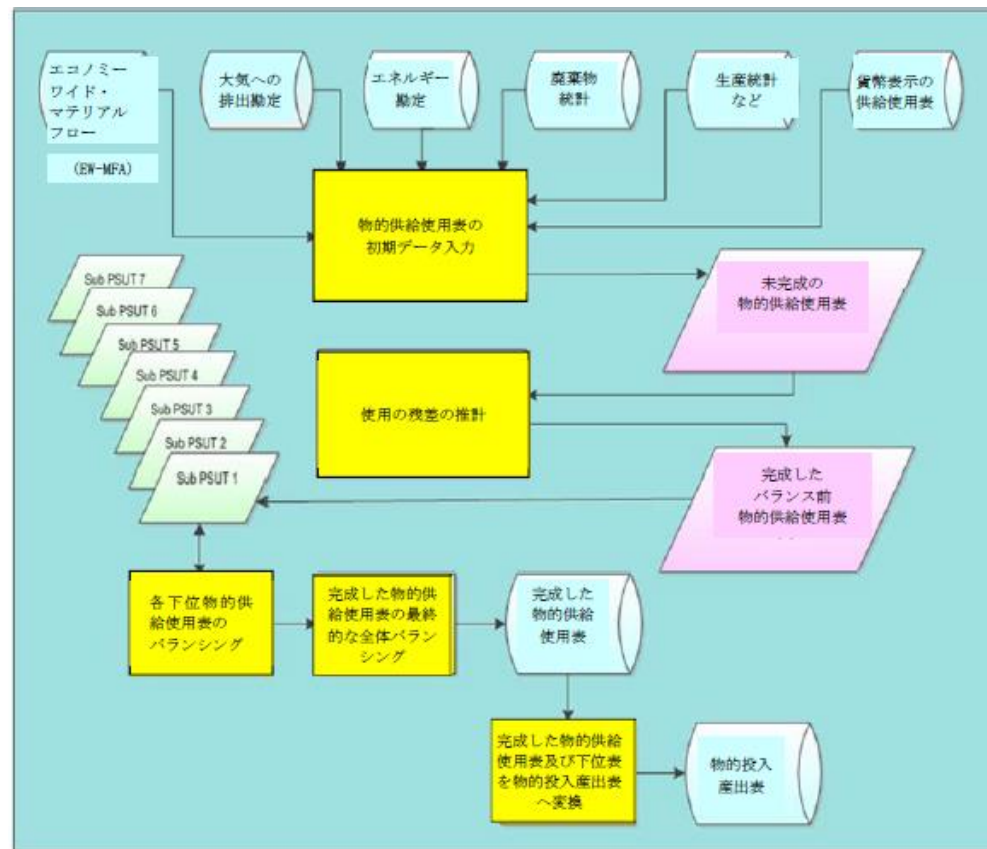 エコノミー
ワイド・
マテリアル
フロー
(EW-MFA)
大気への
排出勘定
エネルギー
勘定
廃棄物
統計
生産統計
など
貨幣表示の
供給使用表
物的供給使用表の
初期データ入力
未完成の
物的供給使用表
Sub PSUT 7
Sub PSUT 6
Sub PSUT 5
Sub PSUT 4
Sub PSUT 3
Sub PSUT 2
Sub PSUT 1
使用の残差の推計
完成した
バランス前
物的供給使用表
各下位物的供
給使用表の
バランシング
完成した物的供
給使用表の最終
的な全体バラン
シング
完成した
物的供給
使用表
完成した物的供給
使用表及び下位表
を物的投入産出表
へ変換
物的投入
産出表